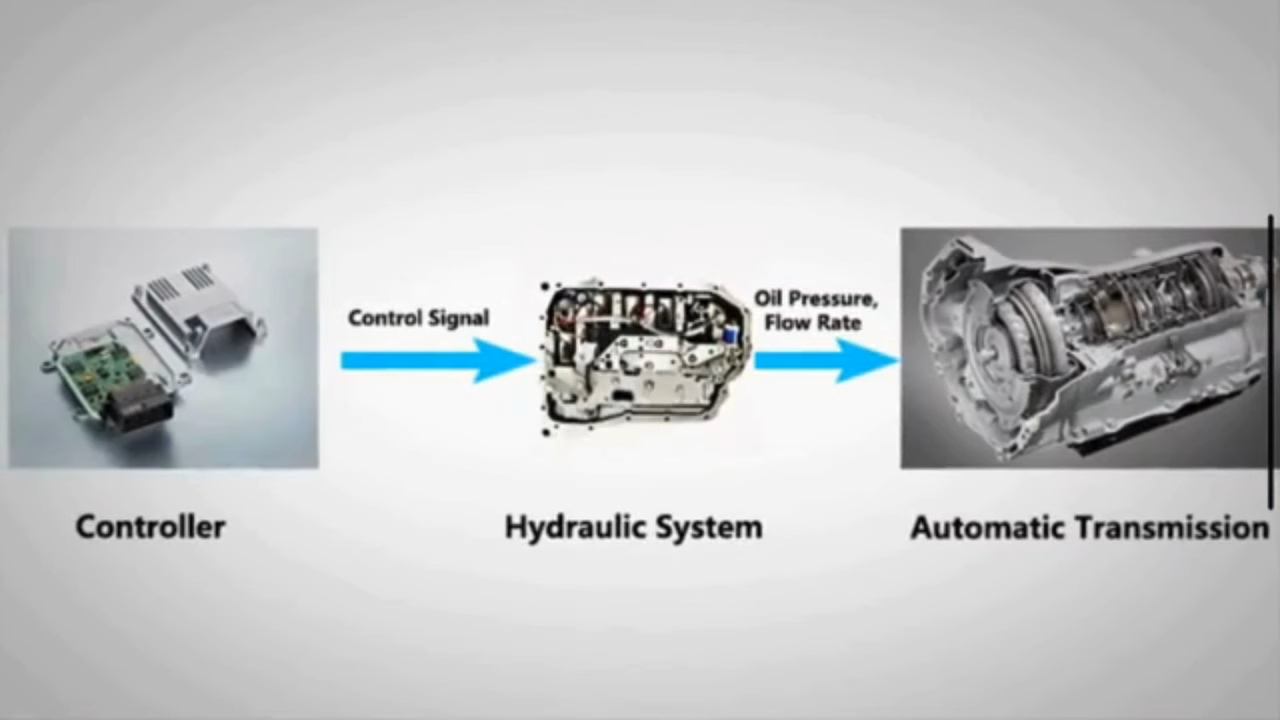 Control Signal
Oil Pressure,
Flow Rate
Controller
Hydraulic System
Automatic Transmission